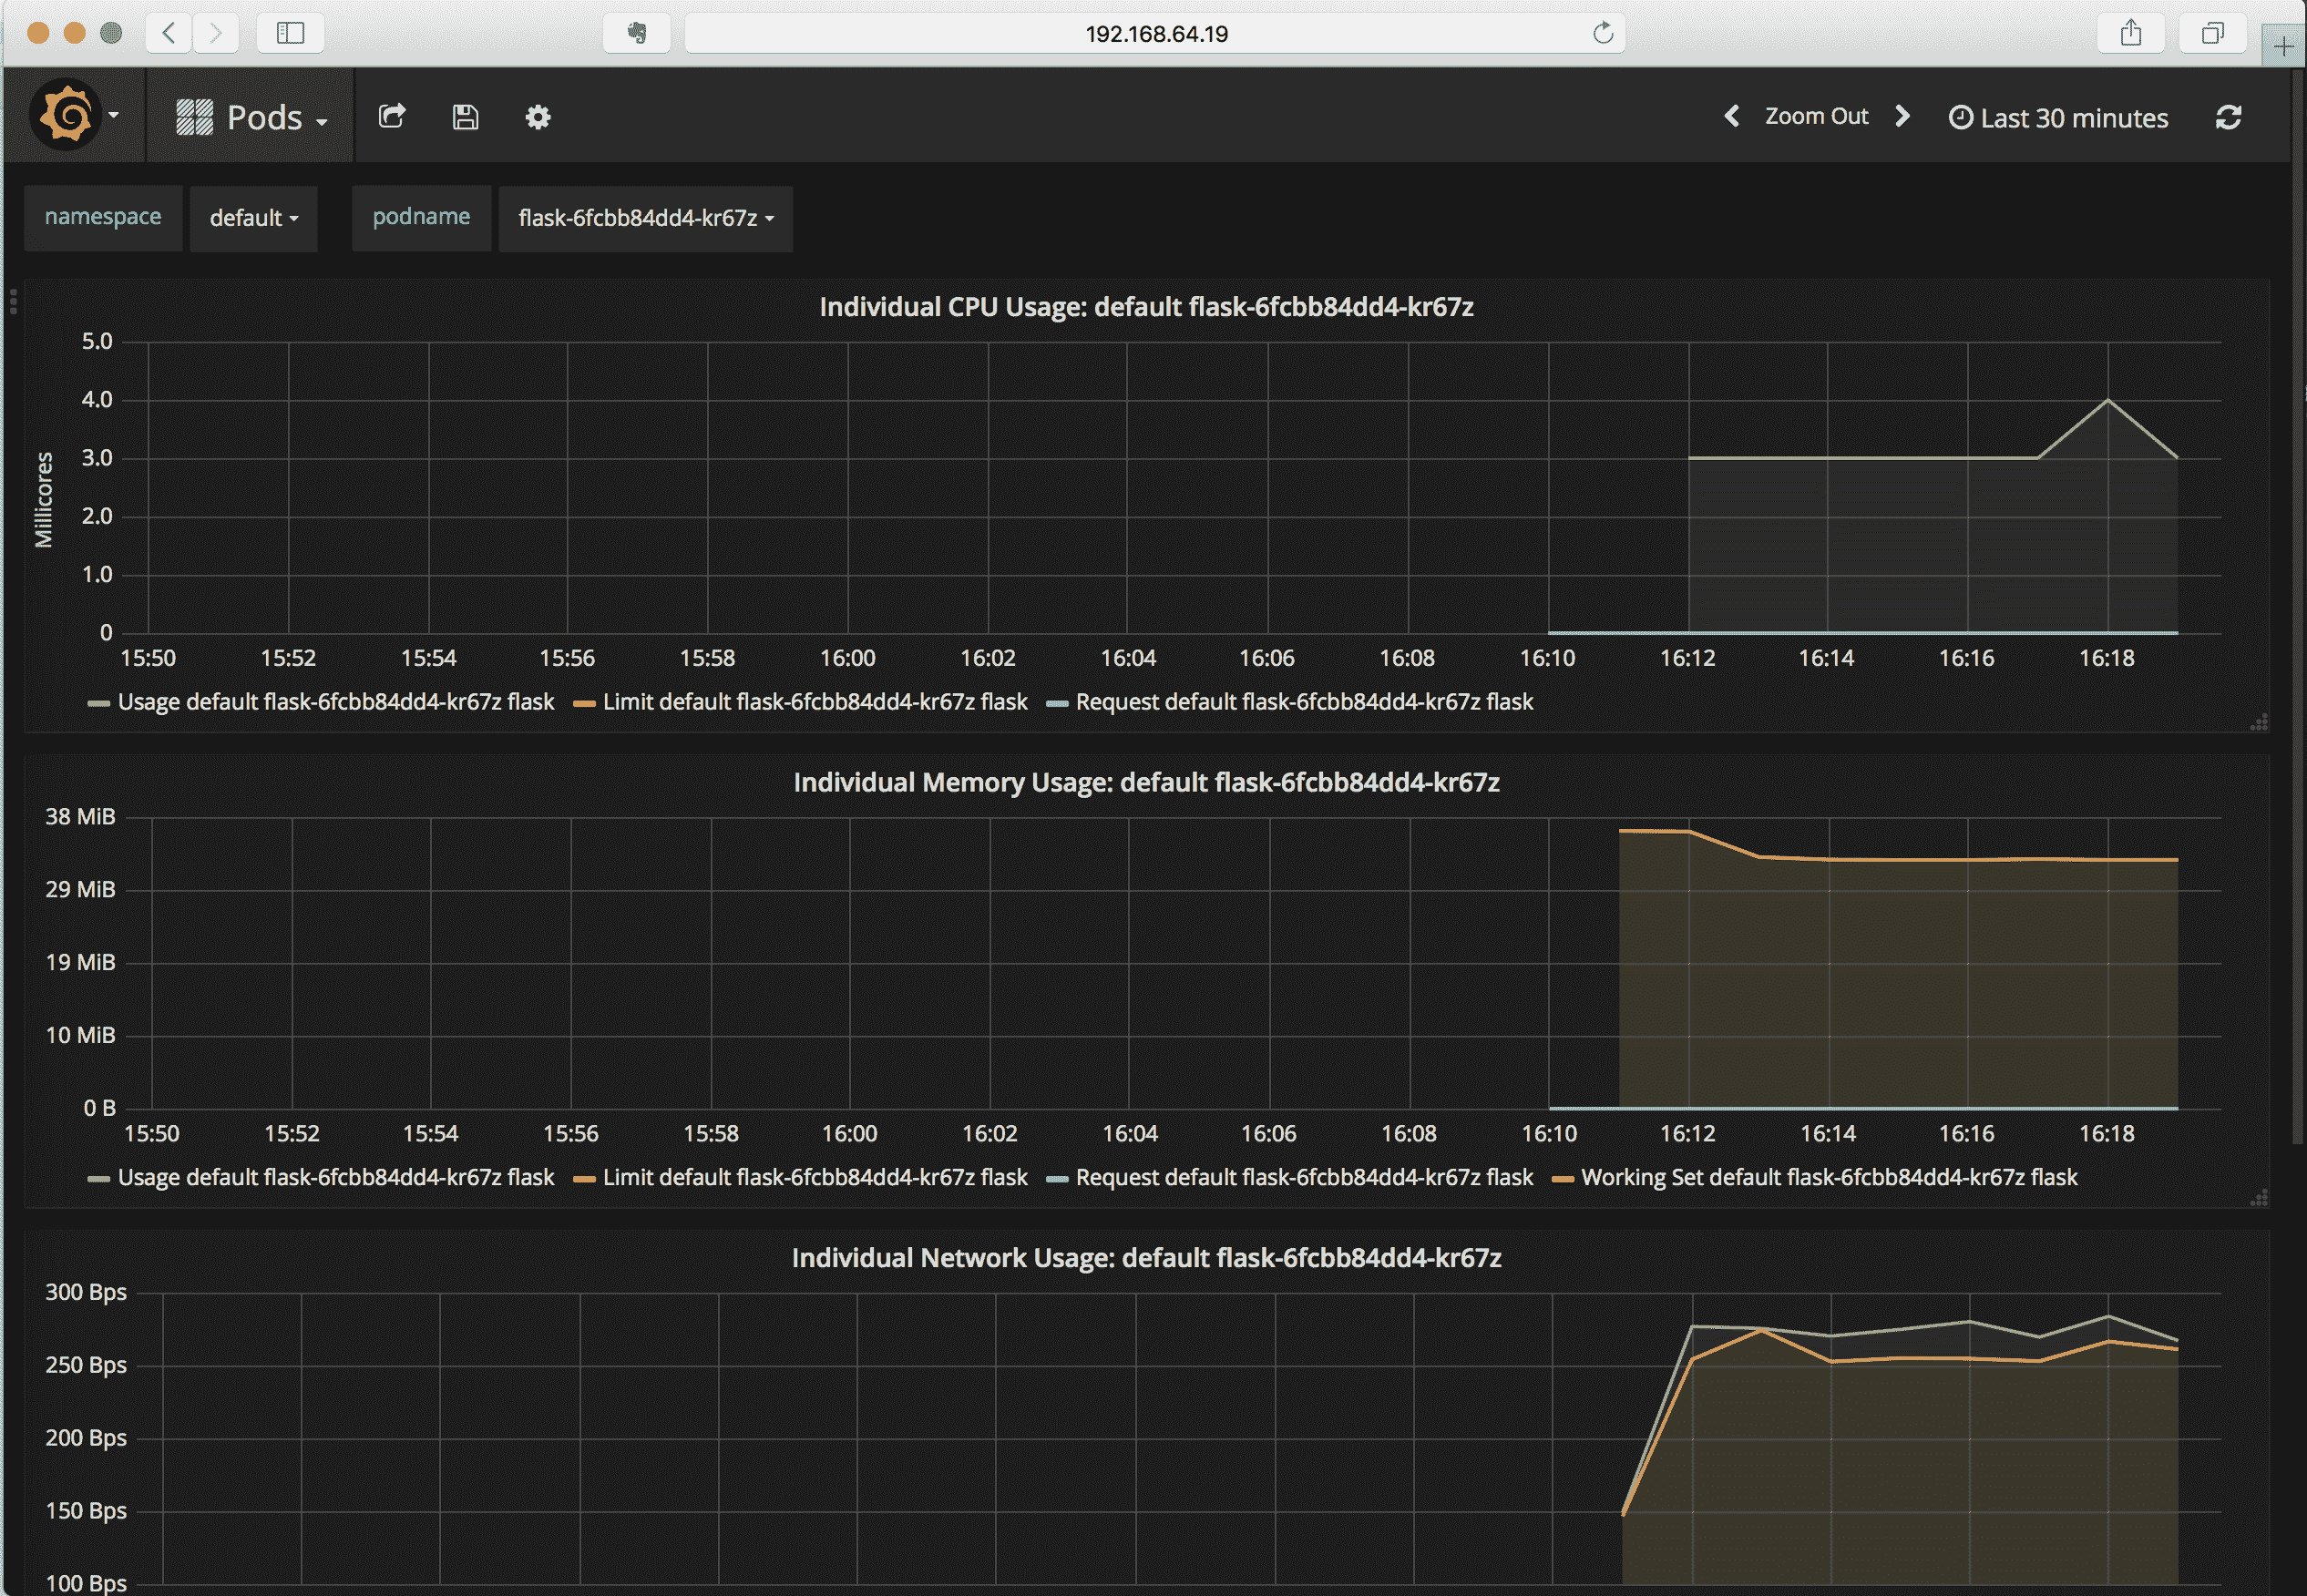 192.168.64.19
Pods
Zoom Out
Last 30 minutes
namespace
default
podname
flask-6fcbb84dd4-kr67z
Individual CPU Usage: default flask-6fcbb84dd4-kr67z
5.0
4.0
3.0
2.0
1.0
0
Millicores
15:50 15:52 15:54 15:56 15:58 16:00 16:02 16:04 16:06 16:08 16:10 16:12 16:14 16:16 16:18
Usage default flask-6fcbb84dd4-kr67z flask Limit default flask-6fcbb84dd4-kr67z flask Request default flask-6fcbb84dd4-kr67z flask
Individual Memory Usage: default flask-6fcbb84dd4-kr67z
38 MiB
29 MiB
19 MiB
10 MiB
0 B
15:50 15:52 15:54 15:56 15:58 16:00 16:02 16:04 16:06 16:08 16:10 16:12 16:14 16:16 16:18
Usage default flask-6fcbb84dd4-kr67z flask Limit default flask-6fcbb84dd4-kr67z flask Request default flask-6fcbb84dd4-kr67z flask Working Set default flask-6fcbb84dd4-kr67z flask
Individual Network Usage: default flask-6fcbb84dd4-kr67z
300 Bps
250 Bps
200 Bps
150 Bps
100 Bps